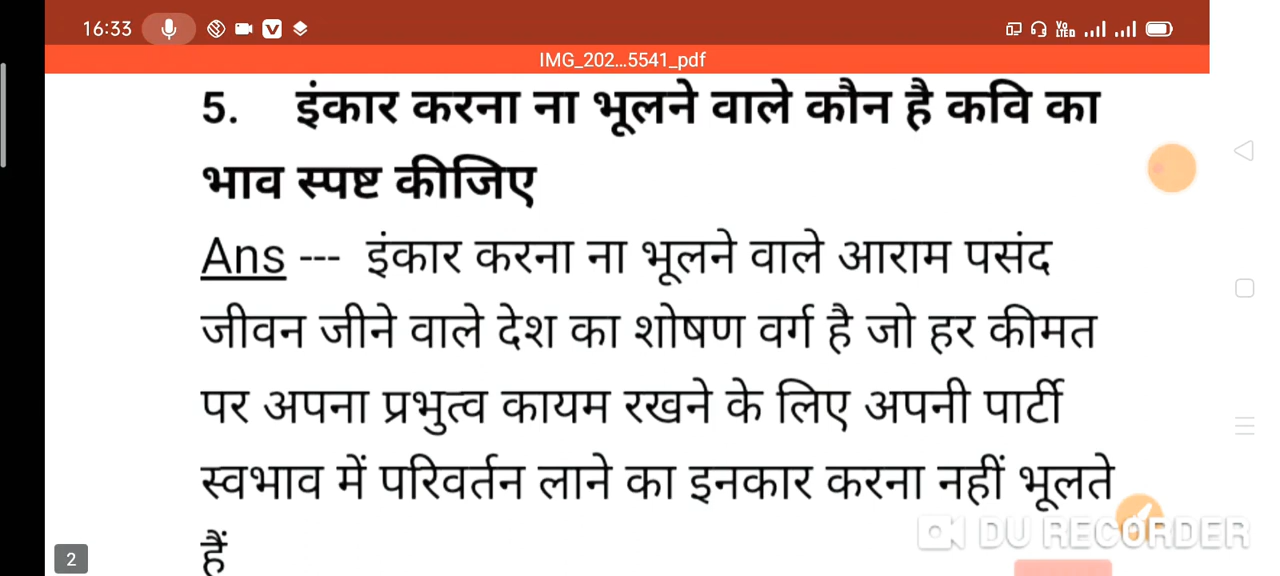 16:33
IMG_202...5541_pdf
5. इंकार करना ना भूलने वाले कौन है कवि का
भाव स्पष्ट कीजिए
Ans --- इंकार करना ना भूलने वाले आराम पसंद
जीवन जीने वाले देश का शोषण वर्ग है जो हर कीमत
पर अपना प्रभुत्व कायम रखने के लिए अपनी पार्टी
स्वभाव में परिवर्तन लाने का इनकार करना नहीं भूलते
हैं
DU RECORDER
2